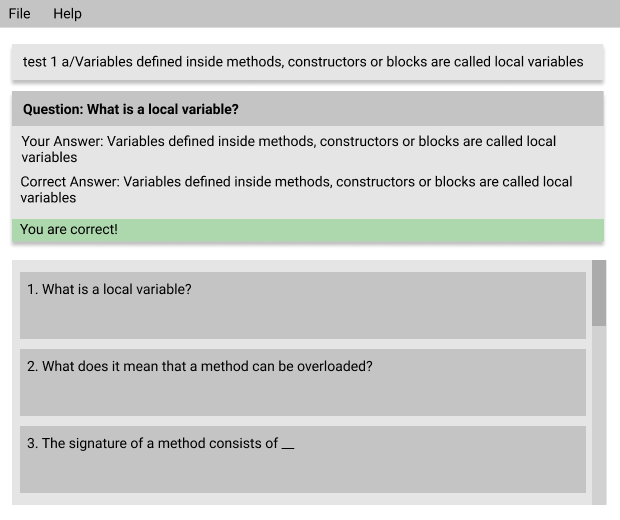 File Help
test 1 a/Variables defined inside methods, constructors or blocks are called local variables
Question: What is a local variable?
Your Answer: Variables defined inside methods, constructors or blocks are called local
variables
Correct Answer: Variables defined inside methods, constructors or blocks are called local
variables
You are correct!
1. What is a local variable?
2. What does it mean that a method can be overloaded?
3. The signature of a method consists of __